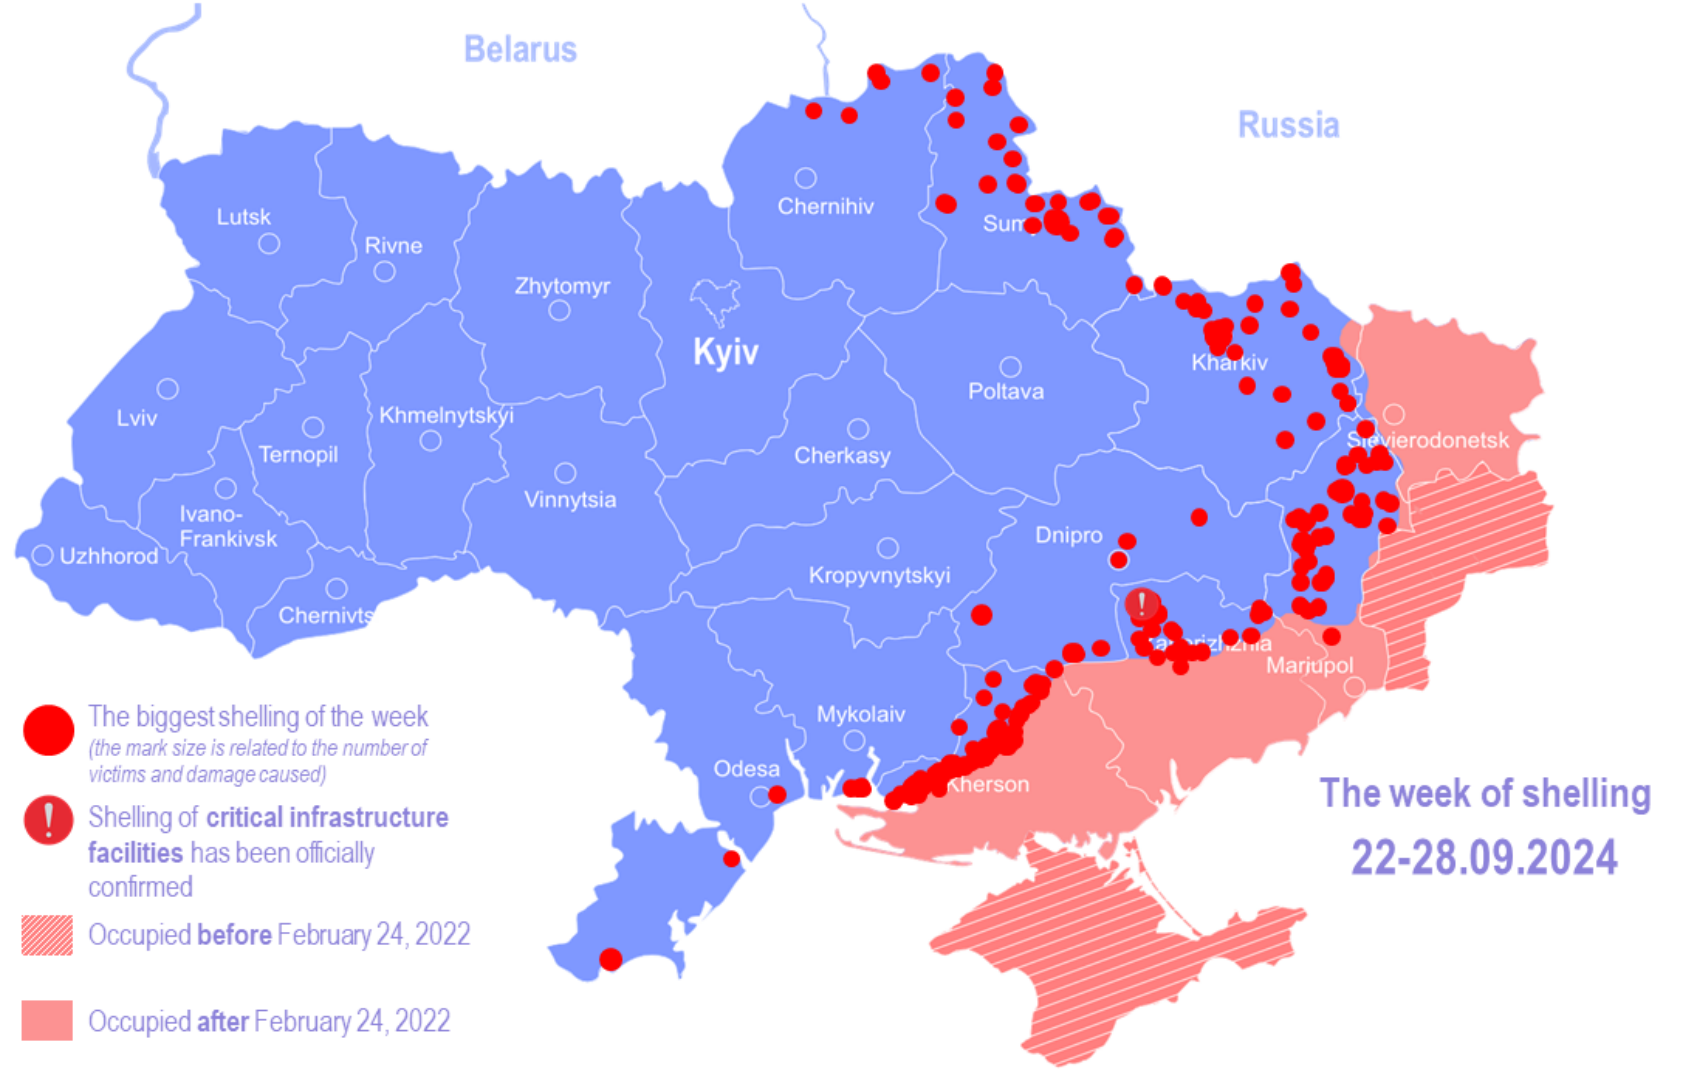 Belarus
Russia
Lutsk
Rivne
Chernihiv
Zhytomyr
Kyiv
Poltava
Kharkiv
Lviv
Khmelnytskyi
Ternopil
Cherkasy
Sievierodonetsk
Vinnytsia
Ivano-
Frankivsk
Uzhhorod
Dnipro
Kropyvnytskyi
Chernivts
Mariupol
Mykolaiv
Odesa
Kherson
The biggest shelling of the week
(the mark size is related to the number of
victims and damage caused)
Shelling of critical infrastructure
facilities has been officially
confirmed
Occupied before February 24, 2022
Occupied after February 24, 2022
The week of shelling
22-28.09.2024